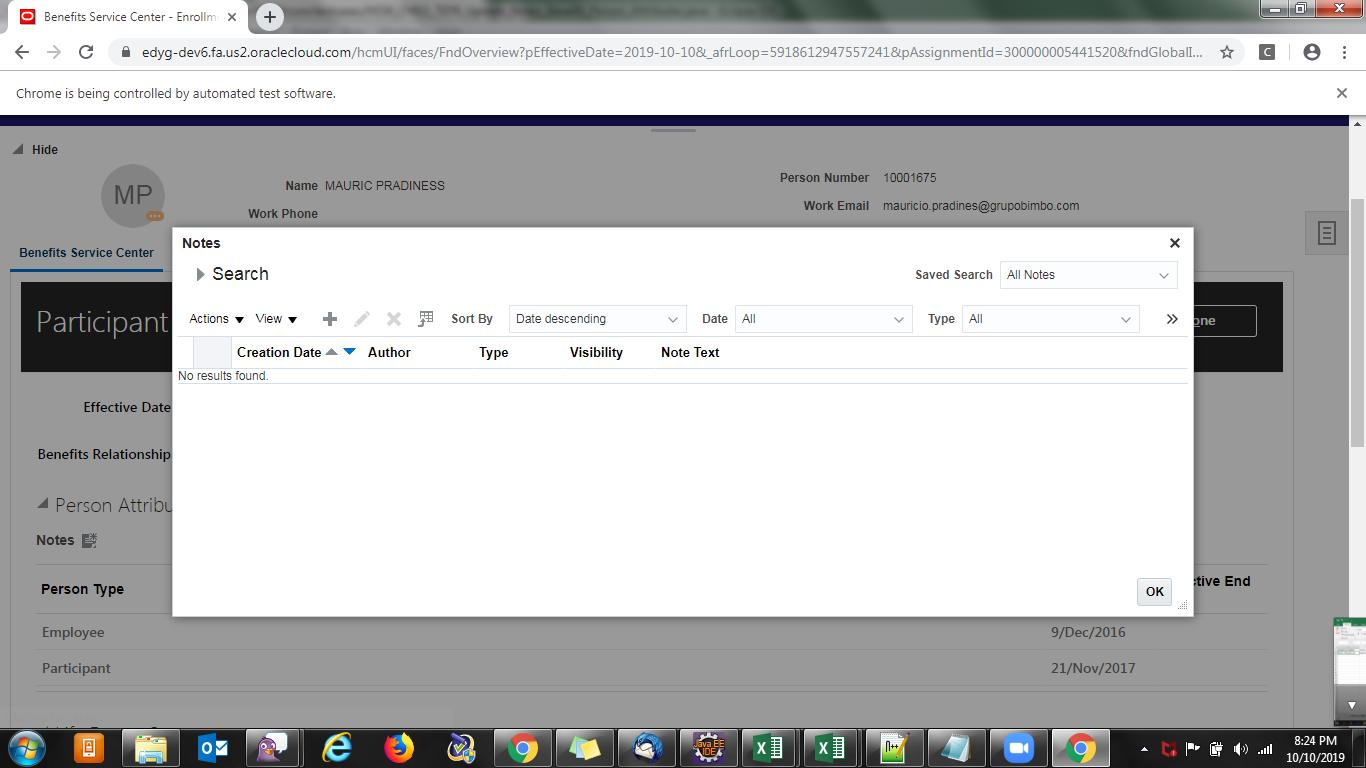 Benefits Service Center - Enrollm
edyg-dev6.fa.us2.oraclecloud.com/hcmUI/faces/FndOverview?pEffectiveDate=2019-10-10&_afrLoop=5918612947557241&pAssignmentId=300000005441520&fndGlobalI...
C
Chrome is being controlled by automated test software.
Hide
MP
Name MAURIC PRADINESS
Person Number 10001675
Work Phone
Work Email mauricio.pradines@grupobimbo.com
Benefits Service Center
Notes
Search
Saved Search All Notes
Participant
Actions View Sort By Date descending Date All Type All
one
Creation Date Author Type Visibility Note Text
No results found.
Effective Date
Benefits Relationship
Person Attribu
Notes
OK
Person Type
ctive End
Employee 9/Dec/2016
Participant 21/Nov/2017
Java EE
IDE
8:24 PM
10/10/2019